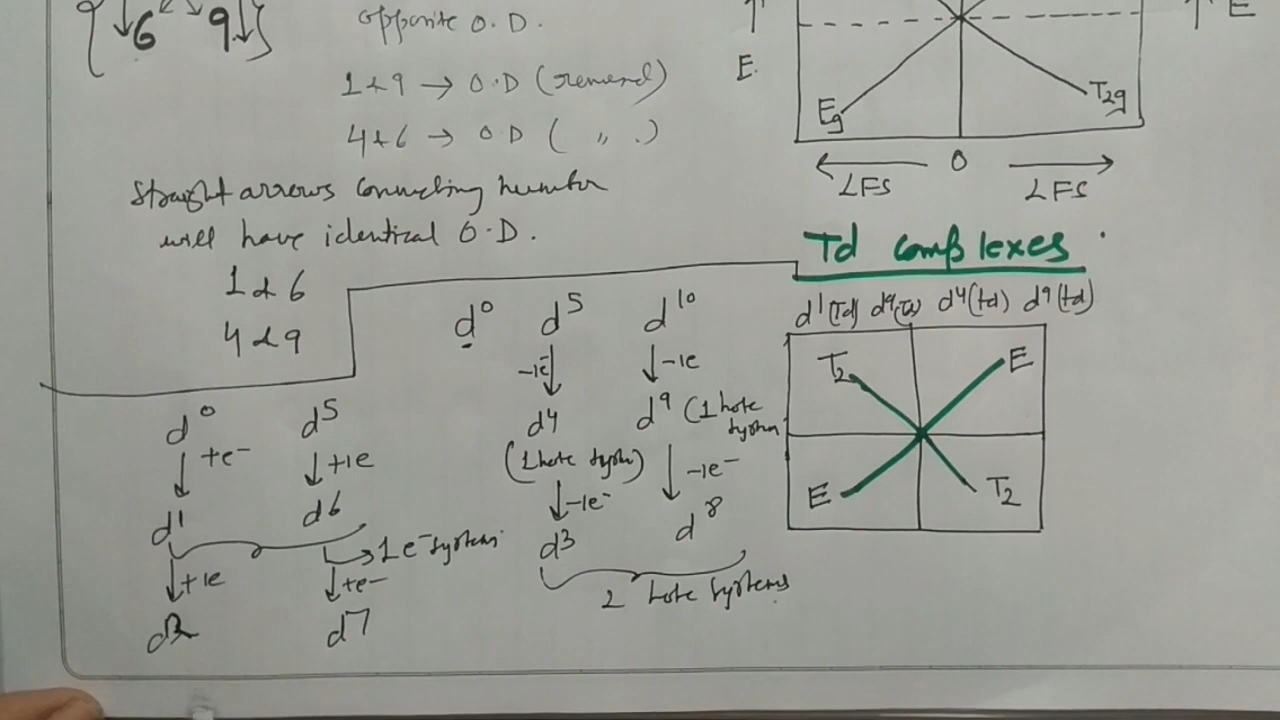 ↓6 9↓
opposite O.D.
1 & 9 → O.D (reversed)
4 & 6 → O.D ( ,, )
Straight arrows connecting number
will have identical O.D.
1 & 6
4 & 9
E.
↑ E
Eg
T2g
0
← LFS
LFS →
Td complexes
d⁰ d⁵ d¹⁰
-1e⁻
-1e
d4
d⁹ (1 hole system
(1 hole system)
-1e⁻
-1e⁻
d3
d⁸
2 hole systems
d⁰ d⁵
+e⁻
+1e
d¹ d6
→ 1e⁻ systems
+1e
+e⁻
d2 d7
d¹(Td) d⁹(Td) d⁴(td) d⁹(td)
T2 E
E T2